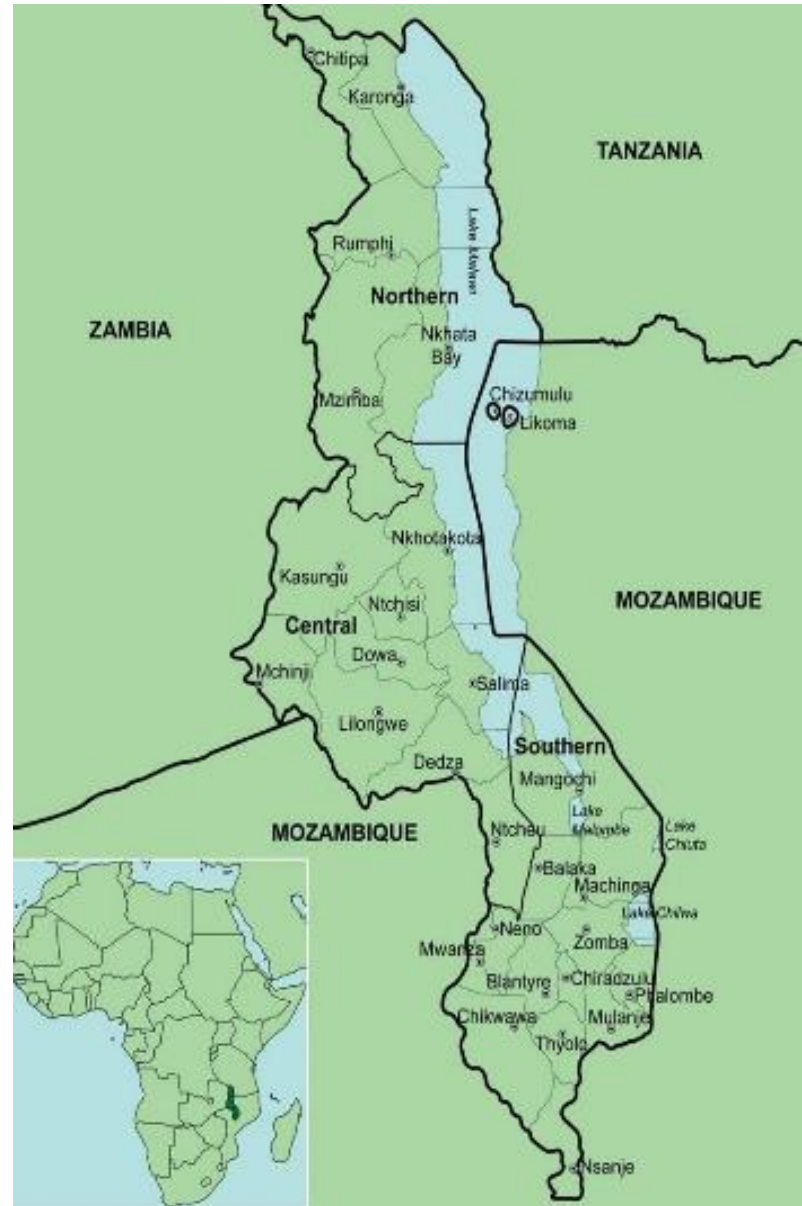 Chitipa
Karonga
TANZANIA
Rumphi
Northern
ZAMBIA
Nkhata
Bay
Mzimba
Chizumulu
Likoma
Nkhotakota
Kasungu
Ntchisi
MOZAMBIQUE
Central
Dowa
Mchinji
Salima
Lilongwe
Southern
Dedza
Mangochi
MOZAMBIQUE
Lake
Malombe
Ntcheu
Lake
Chiuta
Balaka
Machinga
Lake Chilwa
Neno
Zomba
Mwanza
Blantyre
Chiradzulu
Phalombe
Chikwawa
Mulanje
Thyolo
Nsanje